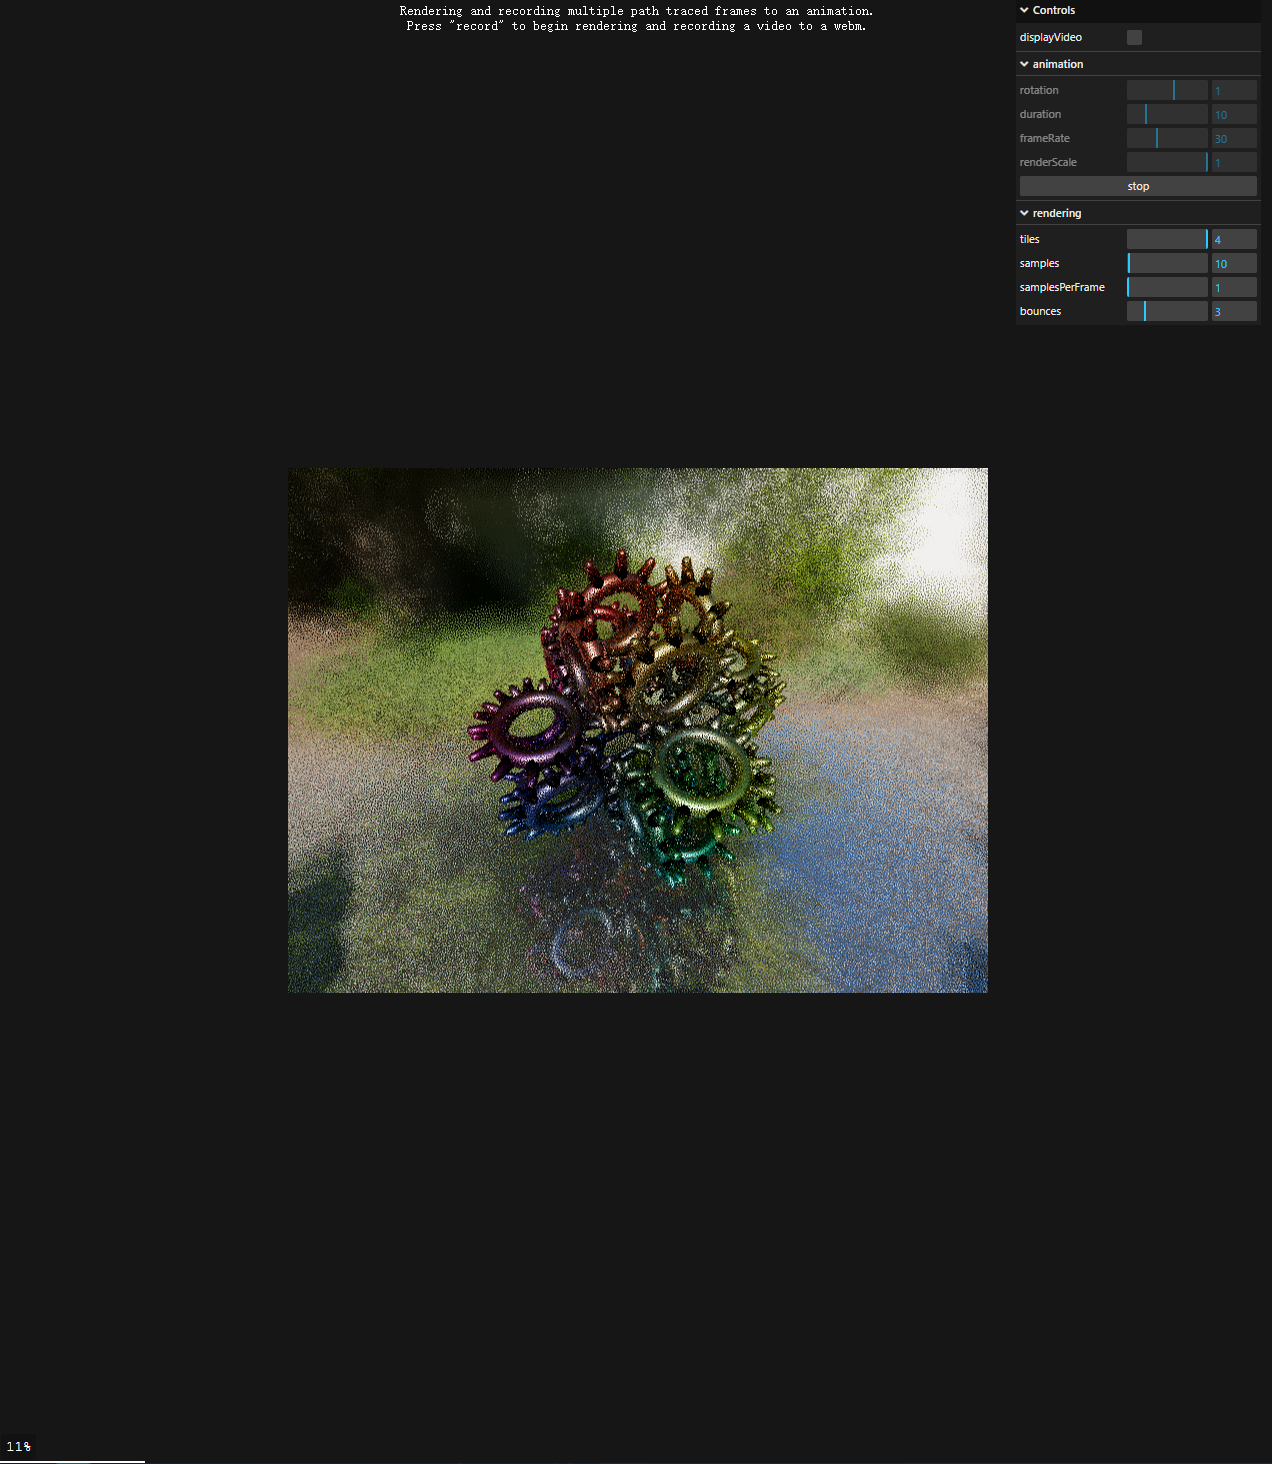 Rendering and recording multiple path traced frames to an animation.
Press "record" to begin rendering and recording a video to a webm.
Controls
displayVideo
animation
rotation 1
duration 10
frameRate 30
renderScale 1
stop
rendering
tiles 4
samples 10
samplesPerFrame 1
bounces 3
11%